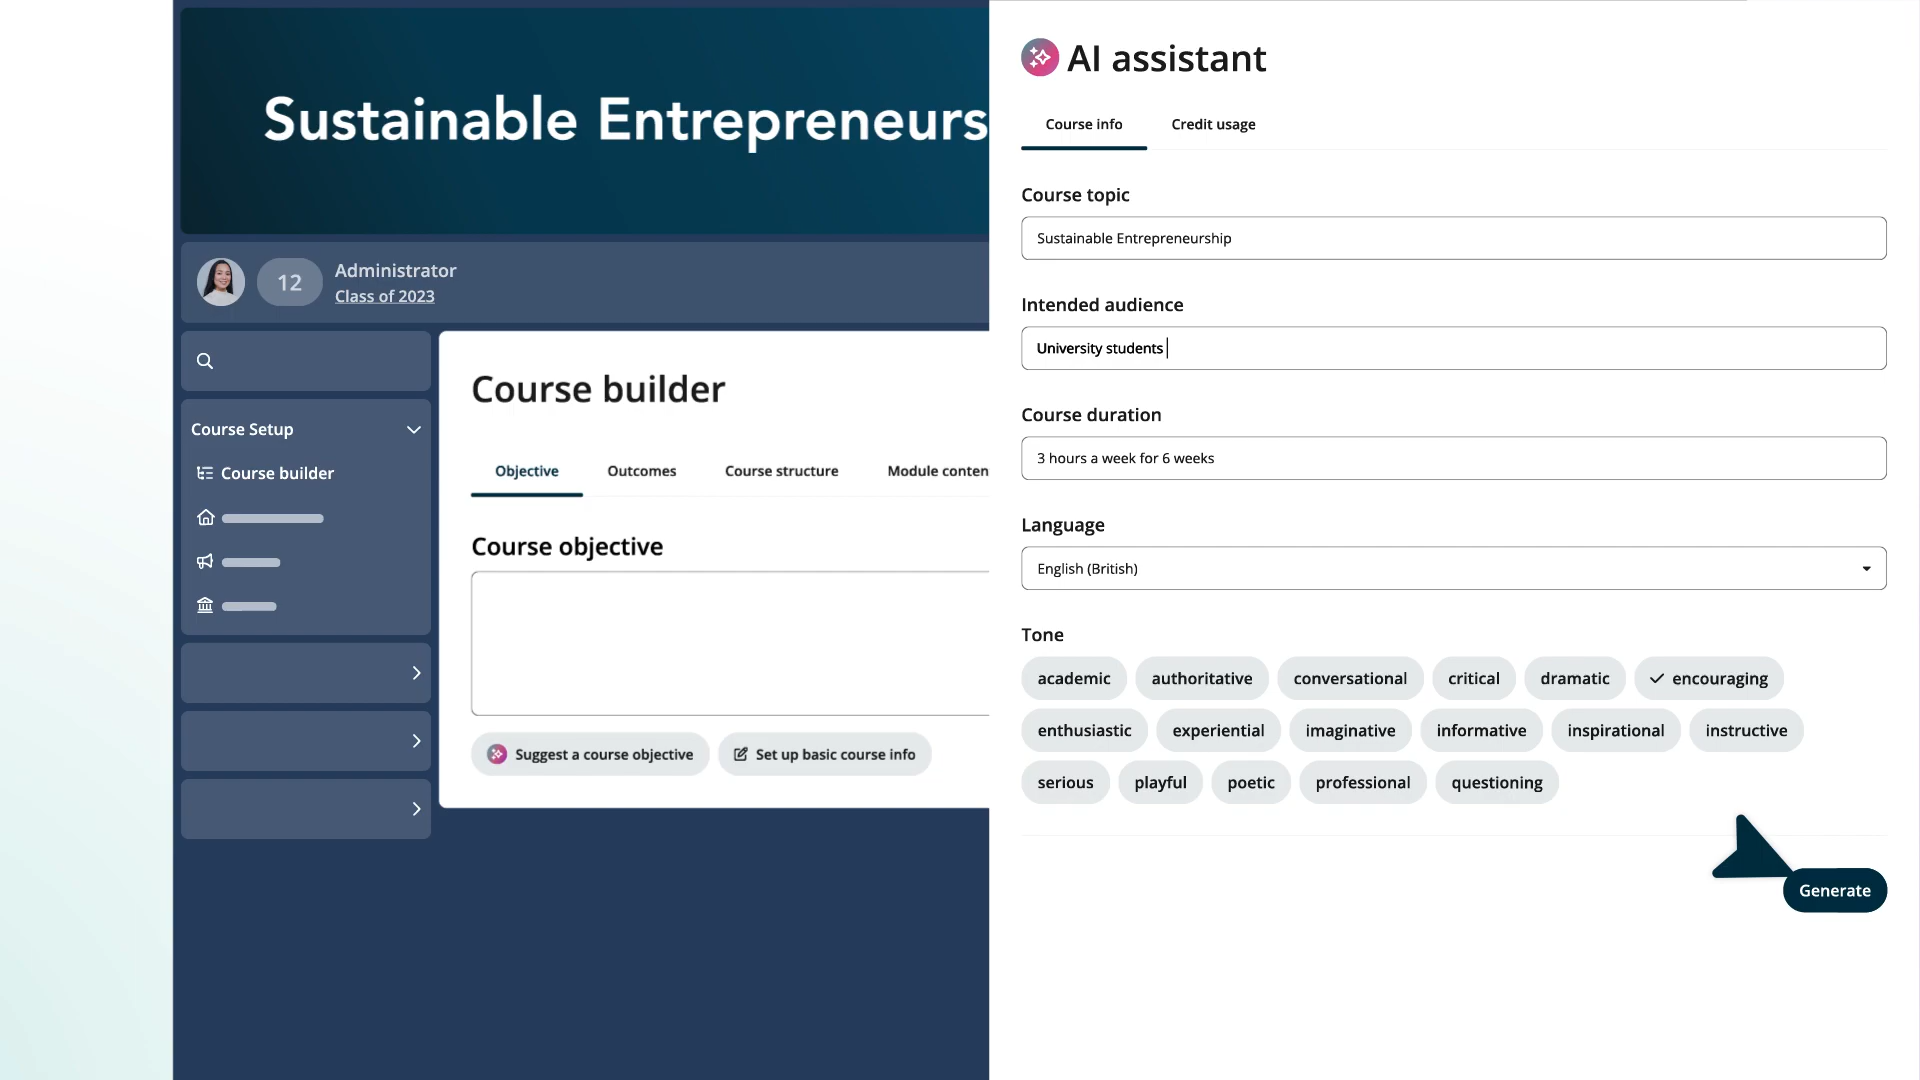 Sustainable Entrepreneurs
12
Administrator
Class of 2023
Course Setup
Course builder
Course builder
Objective
Outcomes
Course structure
Module conten
Course objective
Suggest a course objective
Set up basic course info
AI assistant
Course info
Credit usage
Course topic
Sustainable Entrepreneurship
Intended audience
University students
Course duration
3 hours a week for 6 weeks
Language
English (British)
Tone
academic
authoritative
conversational
critical
dramatic
encouraging
enthusiastic
experiential
imaginative
informative
inspirational
instructive
serious
playful
poetic
professional
questioning
Generate